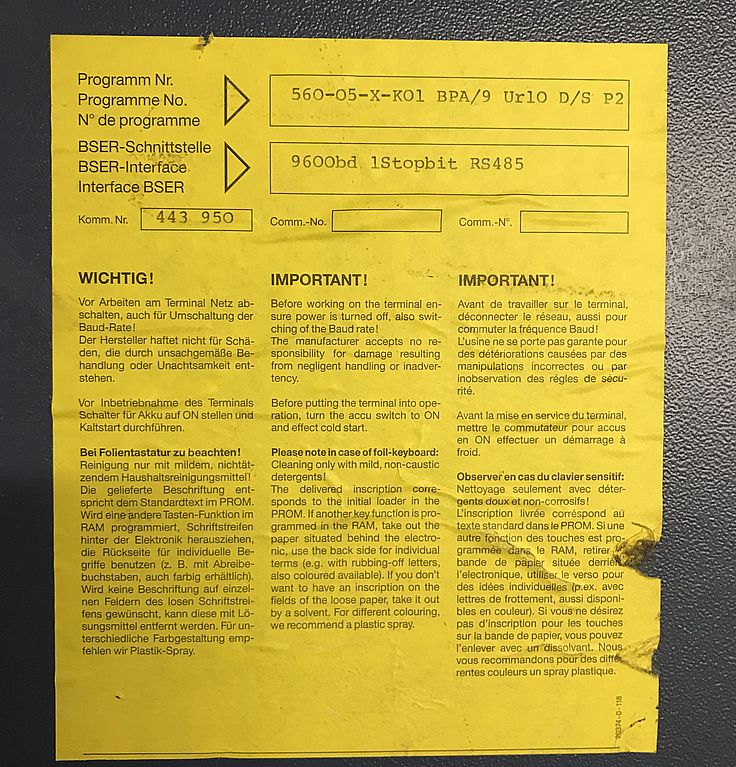 Programm Nr.
Programme No.
N° de programme
560-05-X-K01 BPA/9 Ur10 D/S P2
BSER-Schnittstelle
BSER-Interface
Interface BSER
9600bd 1Stopbit RS485
Komm. Nr. 443 950 Comm.-No. Comm.-N°.
WICHTIG!
Vor Arbeiten am Terminal Netz ab-
schalten, auch für Umschaltung der
Baud-Rate!
Der Hersteller haftet nicht für Schä-
den, die durch unsachgemäße Be-
handlung oder Unachtsamkeit ent-
stehen.
Vor Inbetriebnahme des Terminals
Schalter für Akku auf ON stellen und
Kaltstart durchführen.
Bei Folientastatur zu beachten!
Reinigung nur mit mildem, nichtät-
zendem Haushaltsreinigungsmittel!
Die gelieferte Beschriftung ent-
spricht dem Standardtext im PROM.
Wird eine andere Tasten-Funktion im
RAM programmiert, Schriftstreifen
hinter der Elektronik herausziehen,
die Rückseite für individuelle Be-
griffe benutzen (z. B. mit Abreibe-
buchstaben, auch farbig erhältlich).
Wird keine Beschriftung auf einzel-
nen Feldern des losen Schriftstrei-
fens gewünscht, kann diese mit Lö-
sungsmittel entfernt werden. Für un-
terschiedliche Farbgestaltung emp-
fehlen wir Plastik-Spray.
IMPORTANT!
Before working on the terminal en-
sure power is turned off, also swit-
ching of the Baud rate!
The manufacturer accepts no re-
sponsibility for damage resulting
from negligent handling or inadver-
tency.
Before putting the terminal into ope-
ration, turn the accu switch to ON
and effect cold start.
Please note in case of foil-keyboard:
Cleaning only with mild, non-caustic
detergents!
The delivered inscription corre-
sponds to the initial loader in the
PROM. If another key function is pro-
grammed in the RAM, take out the
paper situated behind the electro-
nic, use the back side for individual
terms (e.g. with rubbing-off letters,
also coloured available). If you don't
want to have an inscription on the
fields of the loose paper, take it out
by a solvent. For different colouring,
we recommend a plastic spray.
IMPORTANT!
Avant de travailler sur le terminal,
déconnecter le réseau, aussi pour
commuter la fréquence Baud!
L'usine ne se porte pas garante pour
des détériorations causées par des
manipulations incorrectes ou par
inobservation des régles de sécu-
rité.
Avant la mise en service du terminal,
mettre le commutateur pour accus
en ON effectuer un démarrage à
froid.
Observer en cas du clavier sensitif:
Nettoyage seulement avec déter-
gents doux et non-corrosifs!
L'inscription livrée correspond au
texte standard dans le PROM. Si une
autre fonction des touches est pro-
grammée dans le RAM, retirer la
bande de papier située derrière
l'electronique, utiliser le verso pour
des idées individuelles (p.ex. avec
lettres de frottement, aussi disponi-
bles en couleur). Si vous ne désirez
pas d'inscription pour les touches
sur la bande de papier, vous pouvez
l'enlever avec un dissolvant. Nous
vous recommandons pour des diffé-
rentes couleurs un spray plastique.